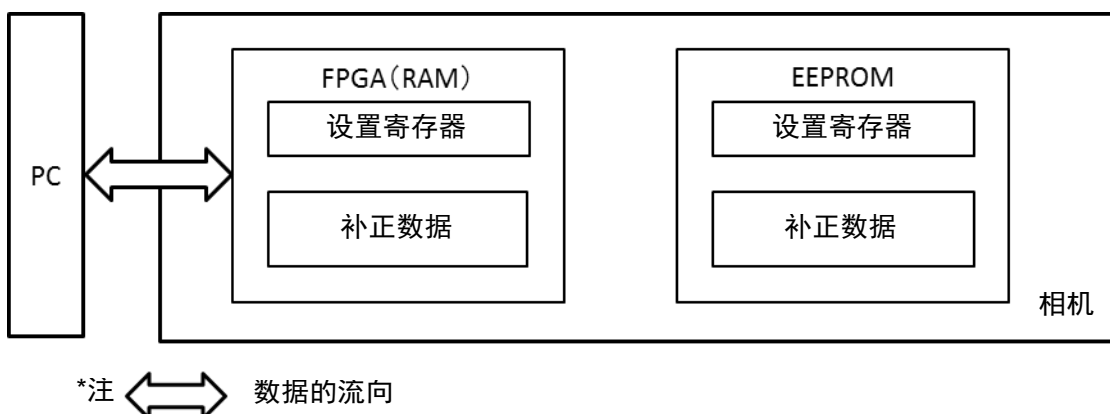 FPGA（RAM）
EEPROM
设置寄存器
设置寄存器
PC
补正数据
补正数据
相机
*注
数据的流向